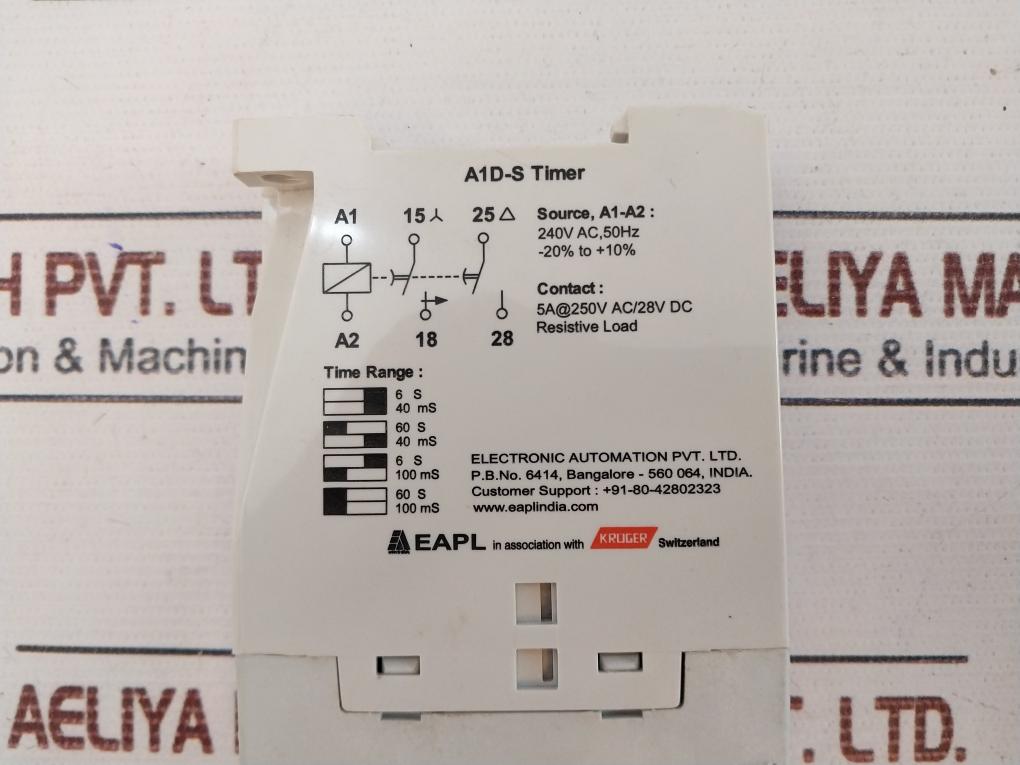 A1D-S Timer
A1 15 25 Source, A1-A2 :
240V AC,50Hz
-20% to +10%
Contact :
5A@250V AC/28V DC
Resistive Load
A2 18 28
Time Range :
6 S
40 mS
60 S
40 mS
6 S
100 mS
60 S
100 mS
ELECTRONIC AUTOMATION PVT. LTD.
P.B.No. 6414, Bangalore - 560 064, INDIA.
Customer Support : +91-80-42802323
www.eaplindia.com
EAPL in association with KRUGER Switzerland
H PVT. LT
ELIYA MA
on & Machin
rine & Indu
AELIYA
T. LTD.